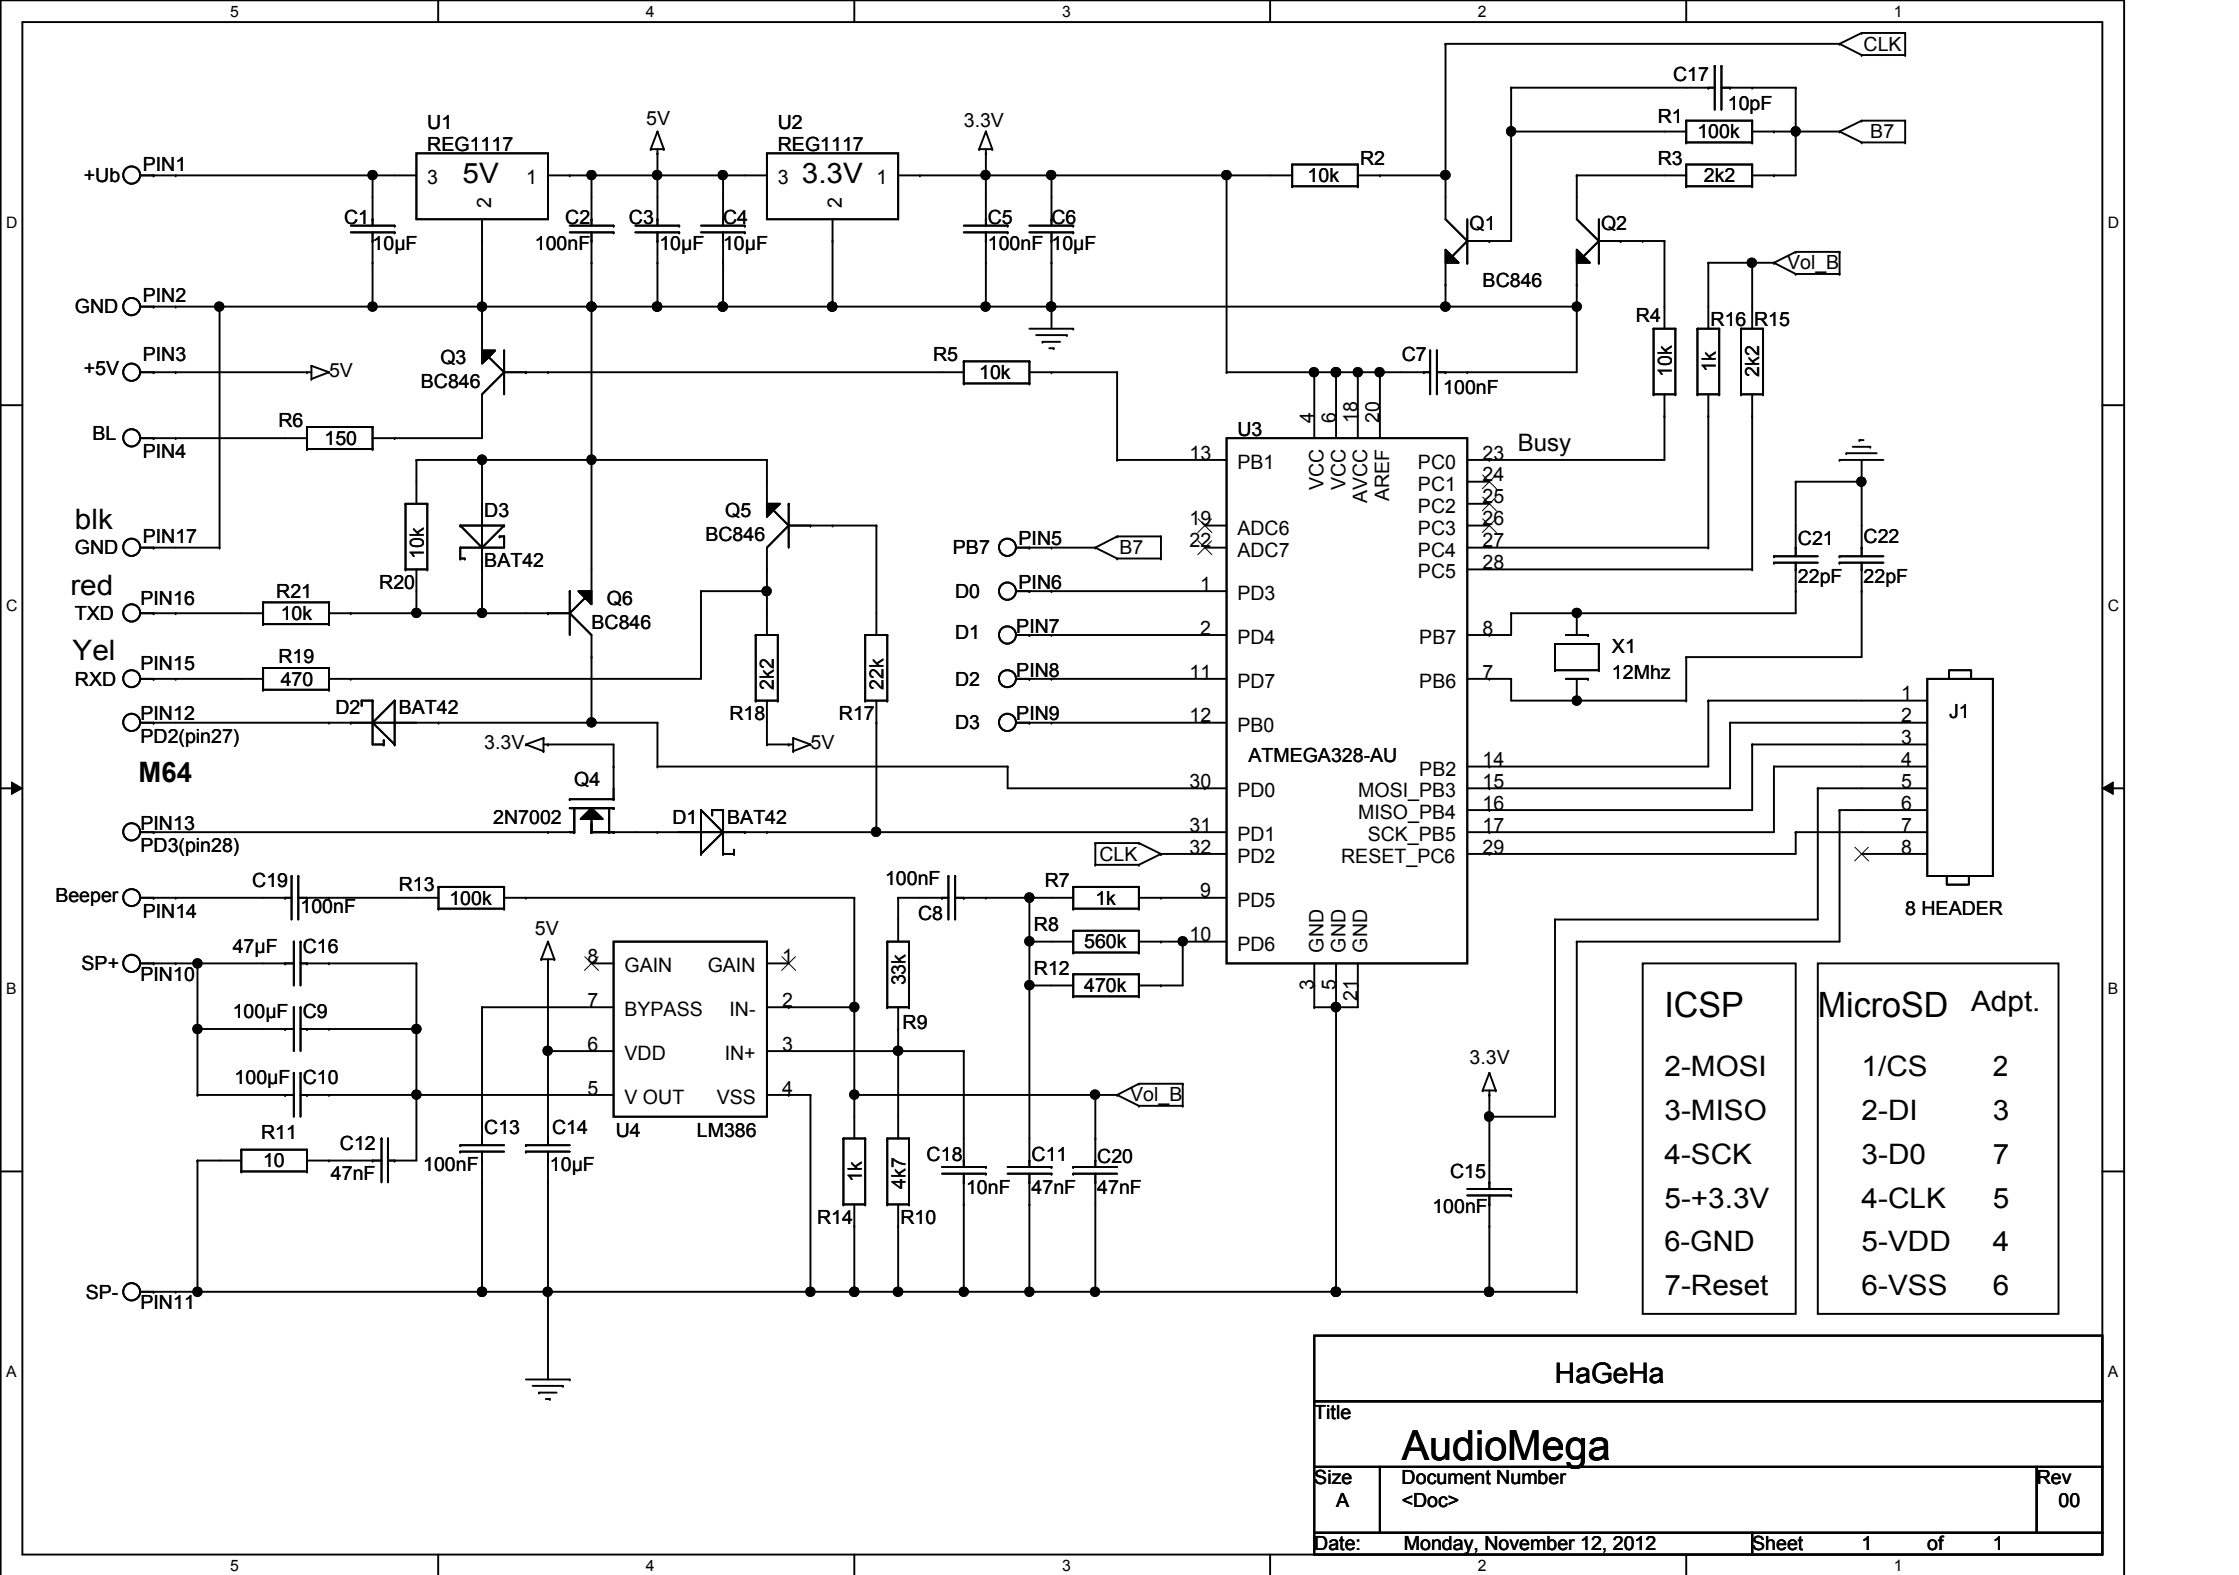 5 4 3 2 1
D D
C C
B B
A A
CLK
C17
10pF
R1
100k
B7
R3
2k2
U1
REG1117
3 5V 1
2
5V
U2
REG1117
3 3.3V 1
2
3.3V
R2
10k
+Ub PIN1
C1
10µF
C2
100nF
C3
10µF
C4
10µF
C5
100nF
C6
10µF
Q1
Q2
BC846
Vol_B
GND PIN2
R4
10k
R16
1k
R15
2k2
+5V PIN3
5V
Q3
BC846
R5
10k
C7
100nF
BL
PIN4
R6
150
blk
GND PIN17
red
TXD PIN16
R21
10k
R20
10k
D3
BAT42
Q5
BC846
Q6
BC846
Yel
RXD PIN15
R19
470
R18
2k2
R17
22k
5V
PIN12
PD2(pin27)
D2
BAT42
M64
3.3V
Q4
2N7002
D1
BAT42
PIN13
PD3(pin28)
PB7 PIN5 B7
D0 PIN6
D1 PIN7
D2 PIN8
D3 PIN9
CLK
U3
ATMEGA328-AU
4 VCC
6 VCC
18 AVCC
20 AREF
13 PB1
19 ADC6
22 ADC7
1 PD3
2 PD4
11 PD7
12 PB0
30 PD0
31 PD1
32 PD2
9 PD5
10 PD6
PC0 23 Busy
PC1 24
PC2 25
PC3 26
PC4 27
PC5 28
PB7 8
PB6 7
PB2 14
MOSI_PB3 15
MISO_PB4 16
SCK_PB5 17
RESET_PC6 29
GND 3
GND 5
GND 21
C21
22pF
C22
22pF
X1
12Mhz
J1
1
2
3
4
5
6
7
8
8 HEADER
Beeper
PIN14
C19
100nF
R13
100k
SP+
PIN10
47µF C16
100µF C9
100µF C10
R11
10
C12
47nF
C13
100nF
C14
10µF
5V
8 GAIN GAIN 1
7 BYPASS IN- 2
6 VDD IN+ 3
5 V OUT VSS 4
U4 LM386
100nF
C8
R7
1k
R8
560k
R12
470k
33k
R9
Vol_B
1k
R14
4k7
R10
C18
10nF
C11
47nF
C20
47nF
3.3V
C15
100nF
SP-
PIN11
ICSP
2-MOSI
3-MISO
4-SCK
5-+3.3V
6-GND
7-Reset
MicroSD Adpt.
1/CS 2
2-DI 3
3-D0 7
4-CLK 5
5-VDD 4
6-VSS 6
HaGeHa
Title
AudioMega
Size
A
Document Number
<Doc>
Rev
00
Date: Monday, November 12, 2012 Sheet 1 of 1
5 4 3 2 1